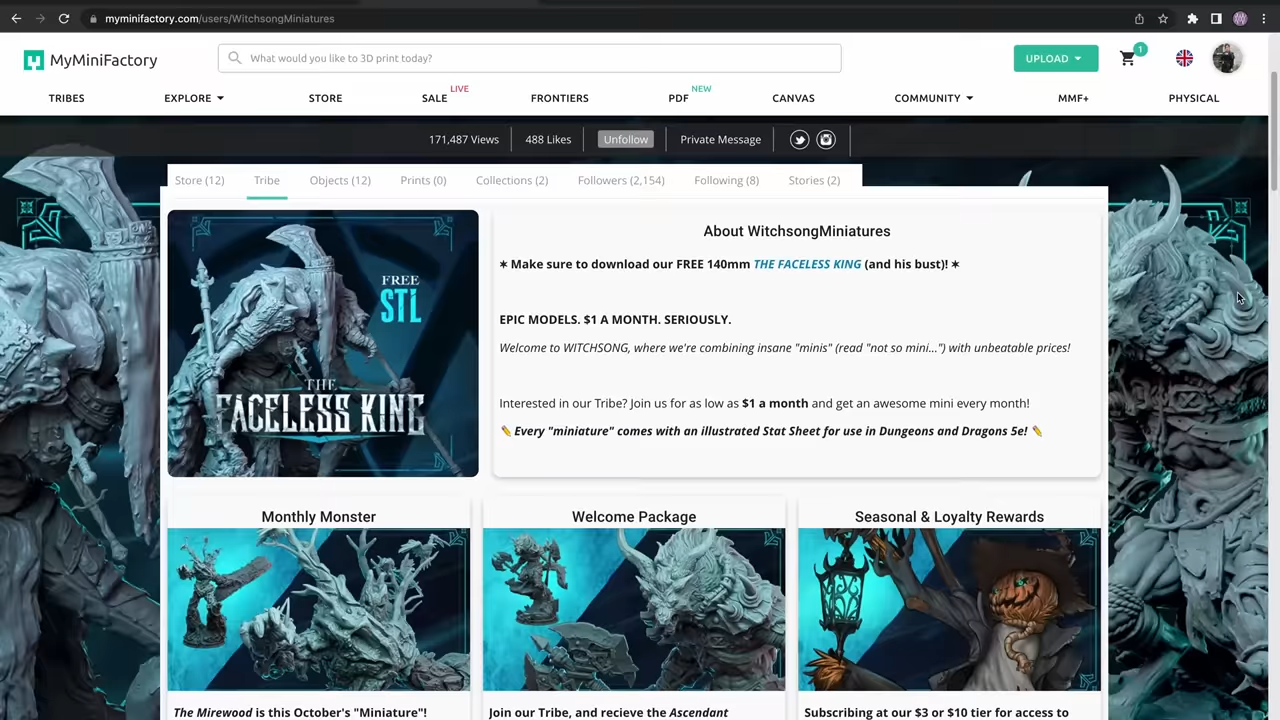 myminifactory.com/users/WitchsongMiniatures
MyMiniFactory
What would you like to 3D print today?
UPLOAD
1
TRIBES
EXPLORE
STORE
SALE
LIVE
FRONTIERS
PDF
NEW
CANVAS
COMMUNITY
MMF+
PHYSICAL
171,487 Views
488 Likes
Unfollow
Private Message
Store (12)
Tribe
Objects (12)
Prints (0)
Collections (2)
Followers (2,154)
Following (8)
Stories (2)
FREE
STL
THE
FACELESS KING
About WitchsongMiniatures
✶ Make sure to download our FREE 140mm THE FACELESS KING (and his bust)! ✶
EPIC MODELS. $1 A MONTH. SERIOUSLY.
Welcome to WITCHSONG, where we're combining insane "minis" (read "not so mini...") with unbeatable prices!
Interested in our Tribe? Join us for as low as $1 a month and get an awesome mini every month!
✏️ Every "miniature" comes with an illustrated Stat Sheet for use in Dungeons and Dragons 5e! ✏️
Monthly Monster
Welcome Package
Seasonal & Loyalty Rewards
The Mirewood is this October's "Miniature"!
Join our Tribe, and recieve the Ascendant
Subscribing at our $3 or $10 tier for access to